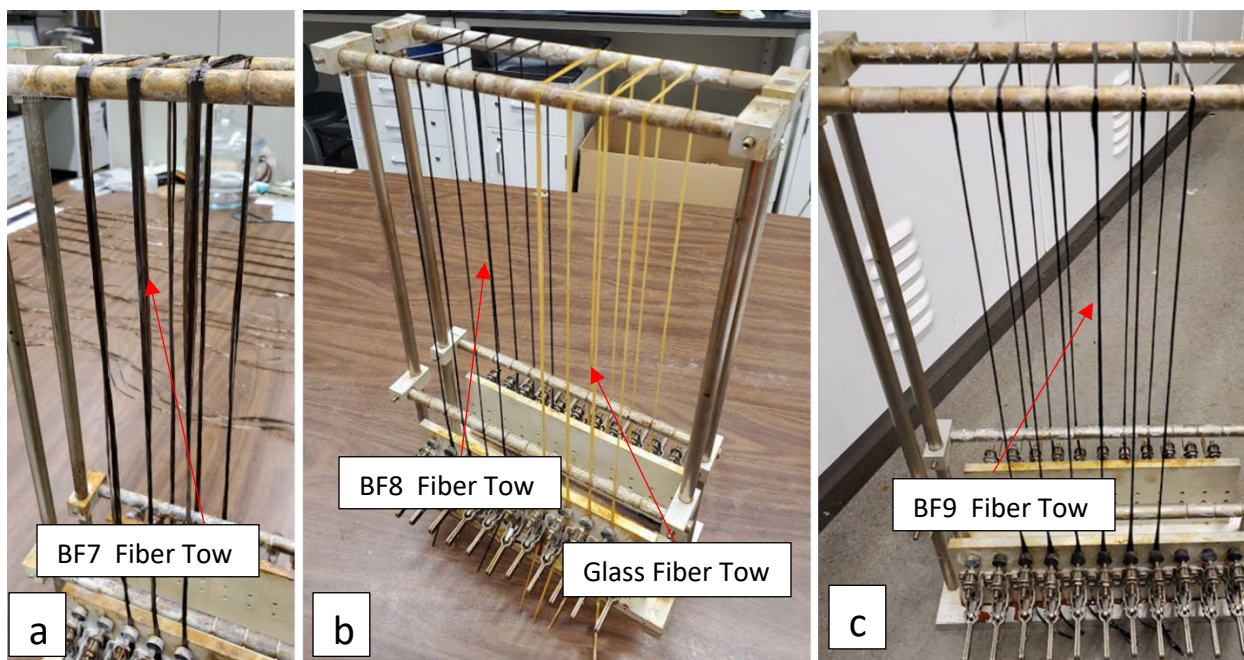 BF7 Fiber Tow
a
BF8 Fiber Tow
Glass Fiber Tow
b
BF9 Fiber Tow
c